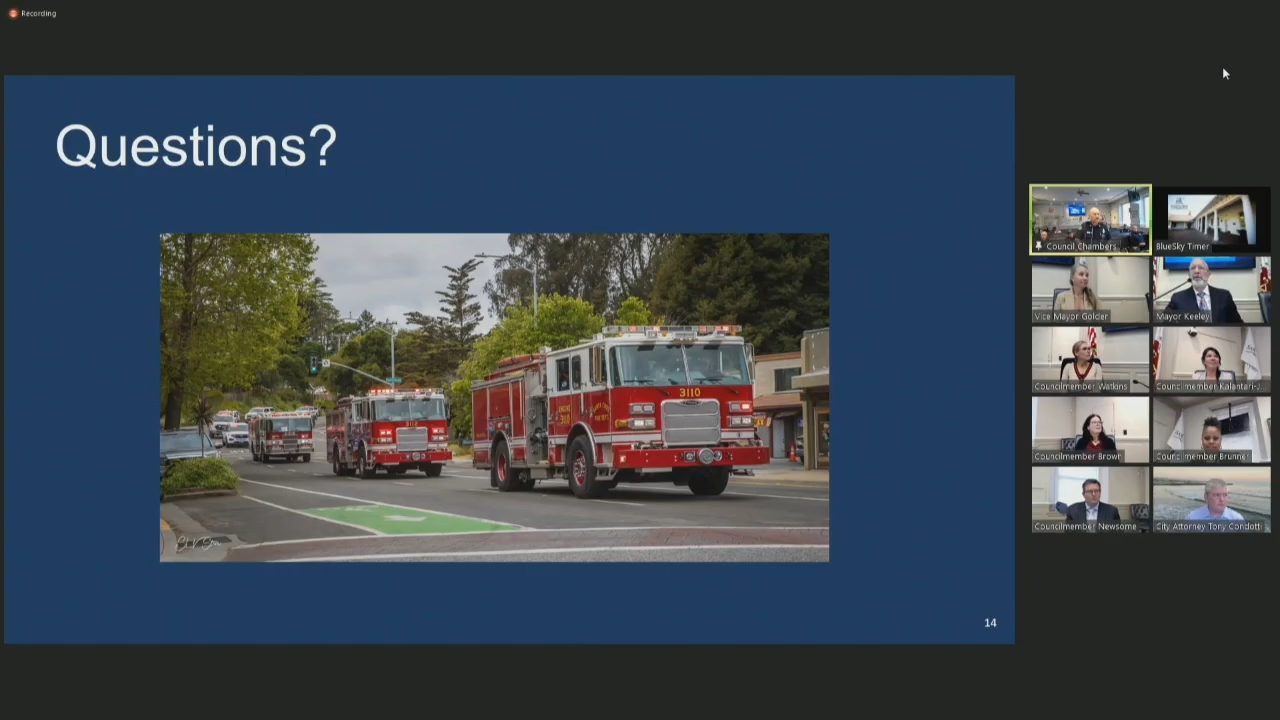 Recording
Questions?
3110
3112
14
Council Chambers
BlueSky Timer
Vice Mayor Golder
Mayor Keeley
Councilmember Watkins
Councilmember Kalantari-J...
Councilmember Brown
Councilmember Brunner
Councilmember Newsome
City Attorney Tony Condotti